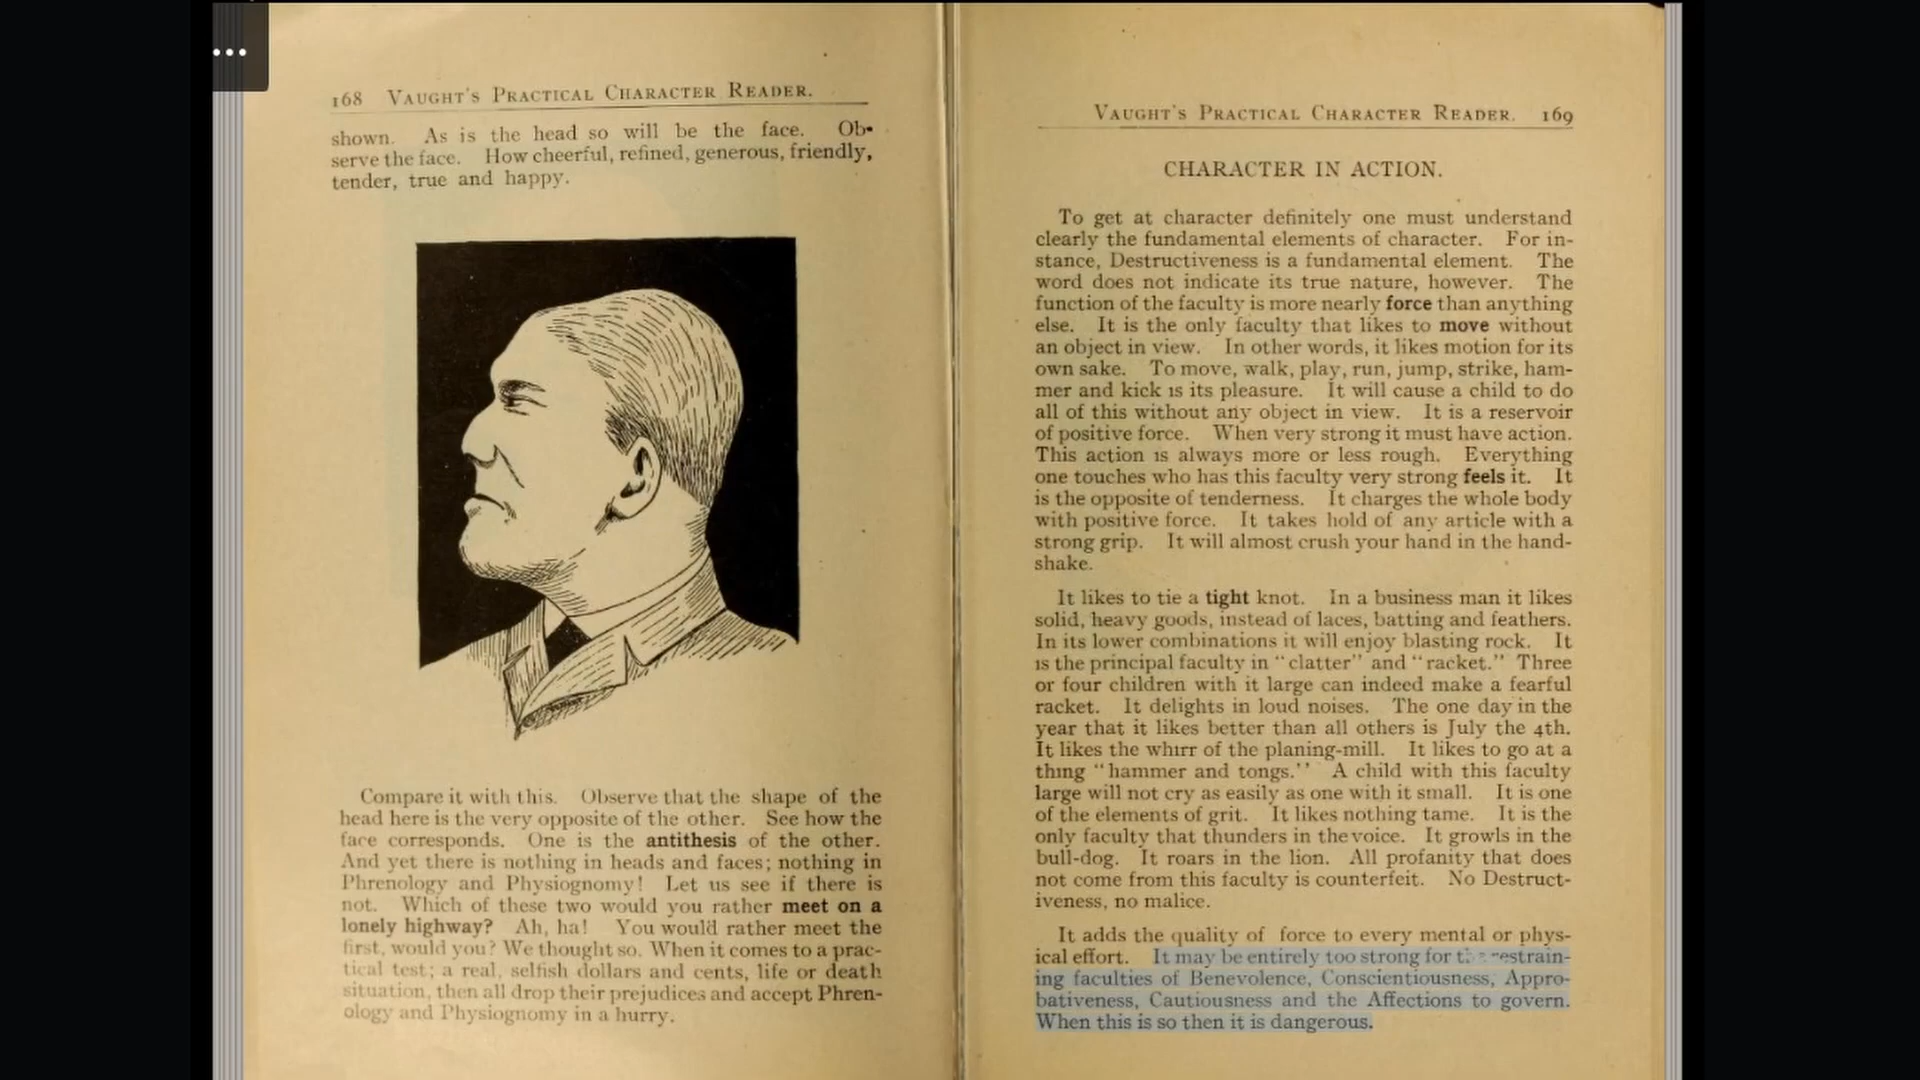 168 VAUGHT'S PRACTICAL CHARACTER READER.
shown. As is the head so will be the face. Ob-
serve the face. How cheerful, refined, generous, friendly,
tender, true and happy.
Compare it with this. Observe that the shape of the
head here is the very opposite of the other. See how the
face corresponds. One is the antithesis of the other.
And yet there is nothing in heads and faces; nothing in
Phrenology and Physiognomy! Let us see if there is
not. Which of these two would you rather meet on a
lonely highway? Ah, ha! You would rather meet the
first, would you? We thought so. When it comes to a prac-
tical test; a real, selfish dollars and cents, life or death
situation, then all drop their prejudices and accept Phren-
ology and Physiognomy in a hurry.
VAUGHT'S PRACTICAL CHARACTER READER. 169
CHARACTER IN ACTION.
To get at character definitely one must understand
clearly the fundamental elements of character. For in-
stance, Destructiveness is a fundamental element. The
word does not indicate its true nature, however. The
function of the faculty is more nearly force than anything
else. It is the only faculty that likes to move without
an object in view. In other words, it likes motion for its
own sake. To move, walk, play, run, jump, strike, ham-
mer and kick is its pleasure. It will cause a child to do
all of this without any object in view. It is a reservoir
of positive force. When very strong it must have action.
This action is always more or less rough. Everything
one touches who has this faculty very strong feels it. It
is the opposite of tenderness. It charges the whole body
with positive force. It takes hold of any article with a
strong grip. It will almost crush your hand in the hand-
shake.
It likes to tie a tight knot. In a business man it likes
solid, heavy goods, instead of laces, batting and feathers.
In its lower combinations it will enjoy blasting rock. It
is the principal faculty in "clatter" and "racket." Three
or four children with it large can indeed make a fearful
racket. It delights in loud noises. The one day in the
year that it likes better than all others is July the 4th.
It likes the whirr of the planing-mill. It likes to go at a
thing "hammer and tongs." A child with this faculty
large will not cry as easily as one with it small. It is one
of the elements of grit. It likes nothing tame. It is the
only faculty that thunders in the voice. It growls in the
bull-dog. It roars in the lion. All profanity that does
not come from this faculty is counterfeit. No Destruct-
iveness, no malice.
It adds the quality of force to every mental or phys-
ical effort. It may be entirely too strong for restrain-
ing faculties of Benevolence, Conscientiousness, Appro-
bativeness, Cautiousness and the Affections to govern.
When this is so then it is dangerous.